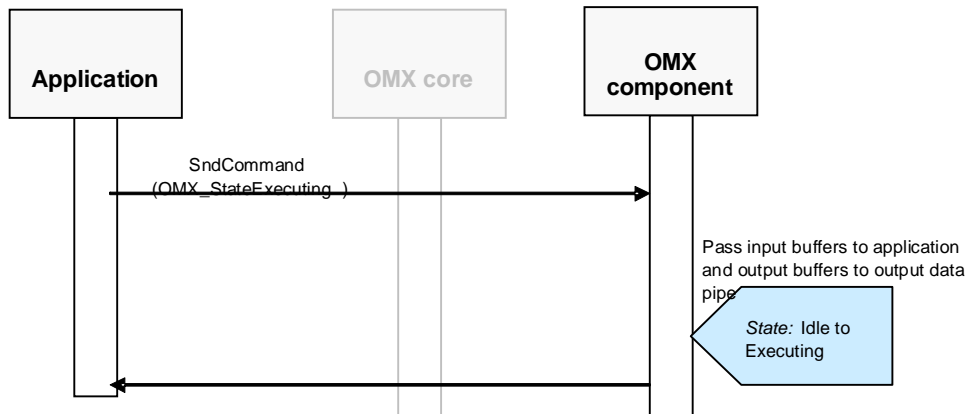 Application
OMX core
OMX
component
SndCommand
(OMX_StateExecuting )
Pass input buffers to application
and output buffers to output data
pipe
State: Idle to
Executing